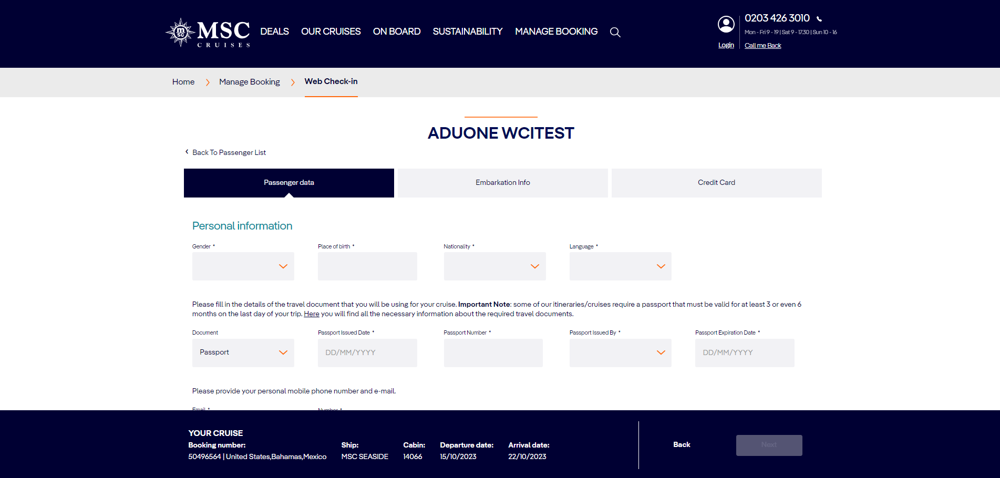 msc
MSC
CRUISES
DEALS OUR CRUISES ON BOARD SUSTAINABILITY MANAGE BOOKING
0203 426 3010
Mon - Fri 9 - 19 | Sat 9 - 17.30 | Sun 10 - 16
Login
Call me Back
Home Manage Booking Web Check-in
ADUONE WCITEST
Back To Passenger List
Passenger data Embarkation Info Credit Card
Personal information
Gender * Place of birth * Nationality * Language *
Please fill in the details of the travel document that you will be using for your cruise. Important Note: some of our itineraries/cruises require a passport that must be valid for at least 3 or even 6
months on the last day of your trip. Here you will find all the necessary information about the required travel documents.
Document Passport Issued Date * Passport Number * Passport Issued By * Passport Expiration Date *
Passport DD/MM/YYYY DD/MM/YYYY
Please provide your personal mobile phone number and e-mail.
Email * Number *
YOUR CRUISE
Booking number: Ship: Cabin: Departure date: Arrival date:
50496564 | United States,Bahamas,Mexico MSC SEASIDE 14066 15/10/2023 22/10/2023
Back Next